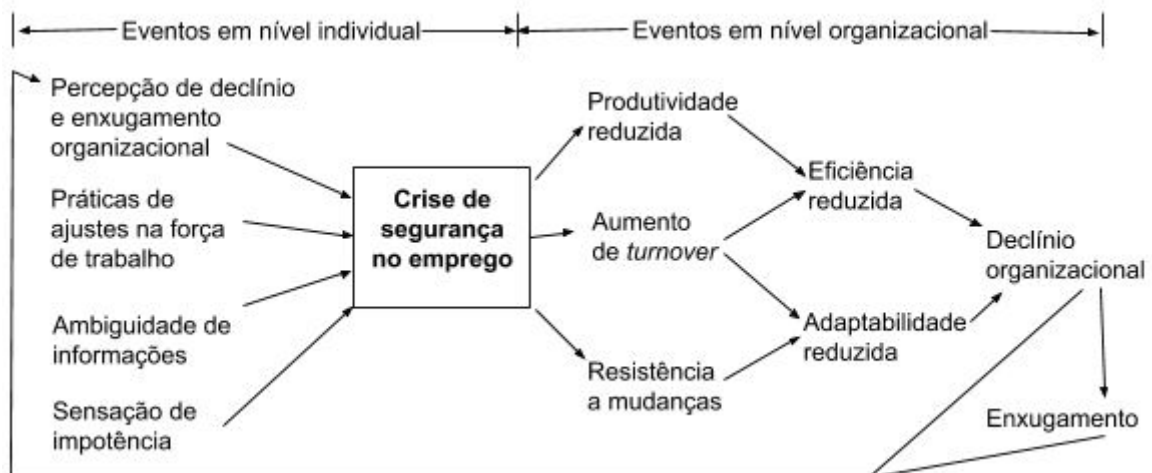 Eventos em nível individual
Eventos em nível organizacional
Percepção de declínio
e enxugamento
organizacional
Práticas de
ajustes na força
de trabalho
Ambiguidade de
informações
Sensação de
impotência
Crise de
segurança
no emprego
Produtividade
reduzida
Aumento
de turnover
Resistência
a mudanças
Eficiência
reduzida
Adaptabilidade
reduzida
Declínio
organizacional
Enxugamento